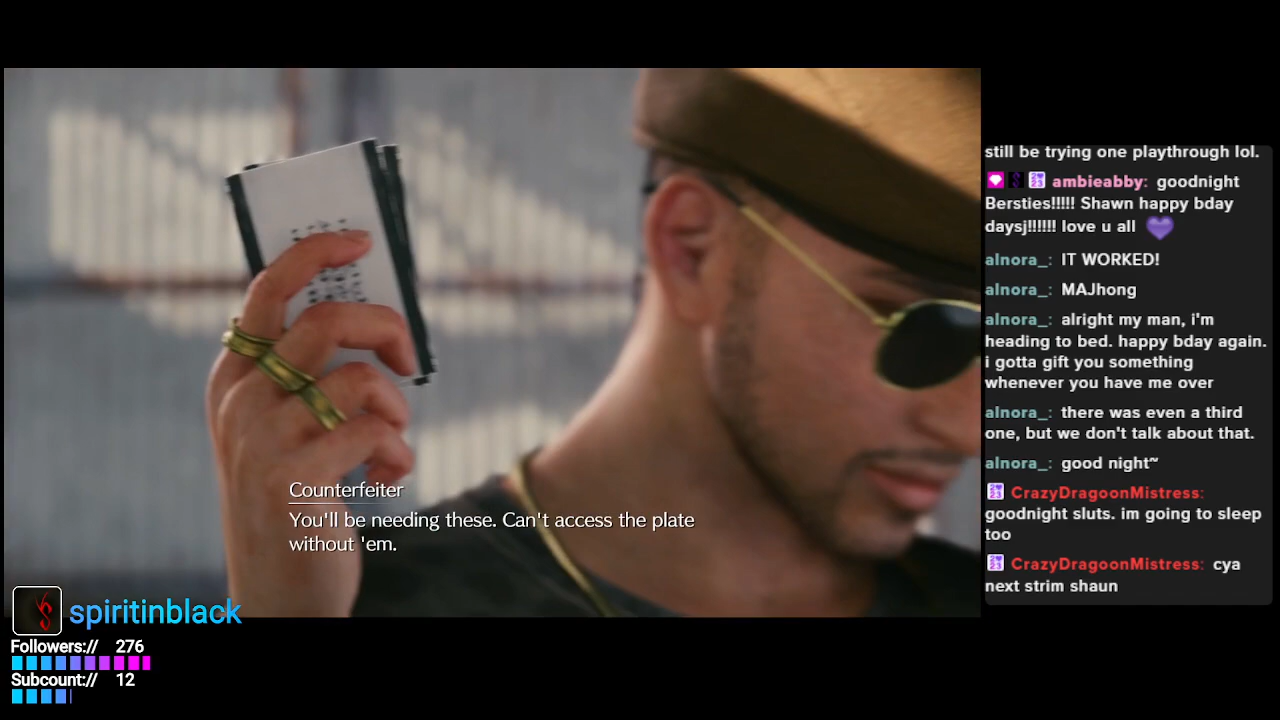 still be trying one playthrough lol.
ambieabby: goodnight
Bersties!!!!! Shawn happy bday
daysj!!!!!! love u all
alnora_: IT WORKED!
alnora_: MAJhong
alnora_: alright my man, i'm
heading to bed. happy bday again.
i gotta gift you something
whenever you have me over
alnora_: there was even a third
one, but we don't talk about that.
alnora_: good night~
CrazyDragoonMistress:
goodnight sluts. im going to sleep
too
CrazyDragoonMistress: cya
next strim shaun
Counterfeiter
You'll be needing these. Can't access the plate
without 'em.
spiritinblack
Followers:// 276
Subcount:// 12